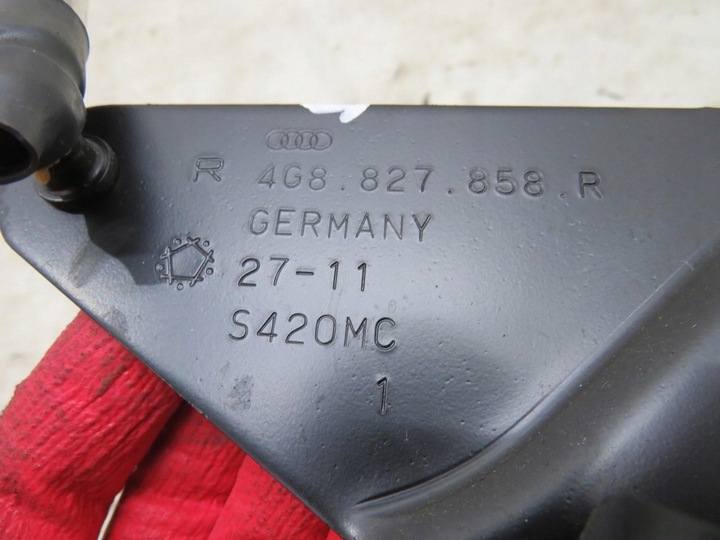 R 4G8.827.858.R
GERMANY
27-11
S420MC
1